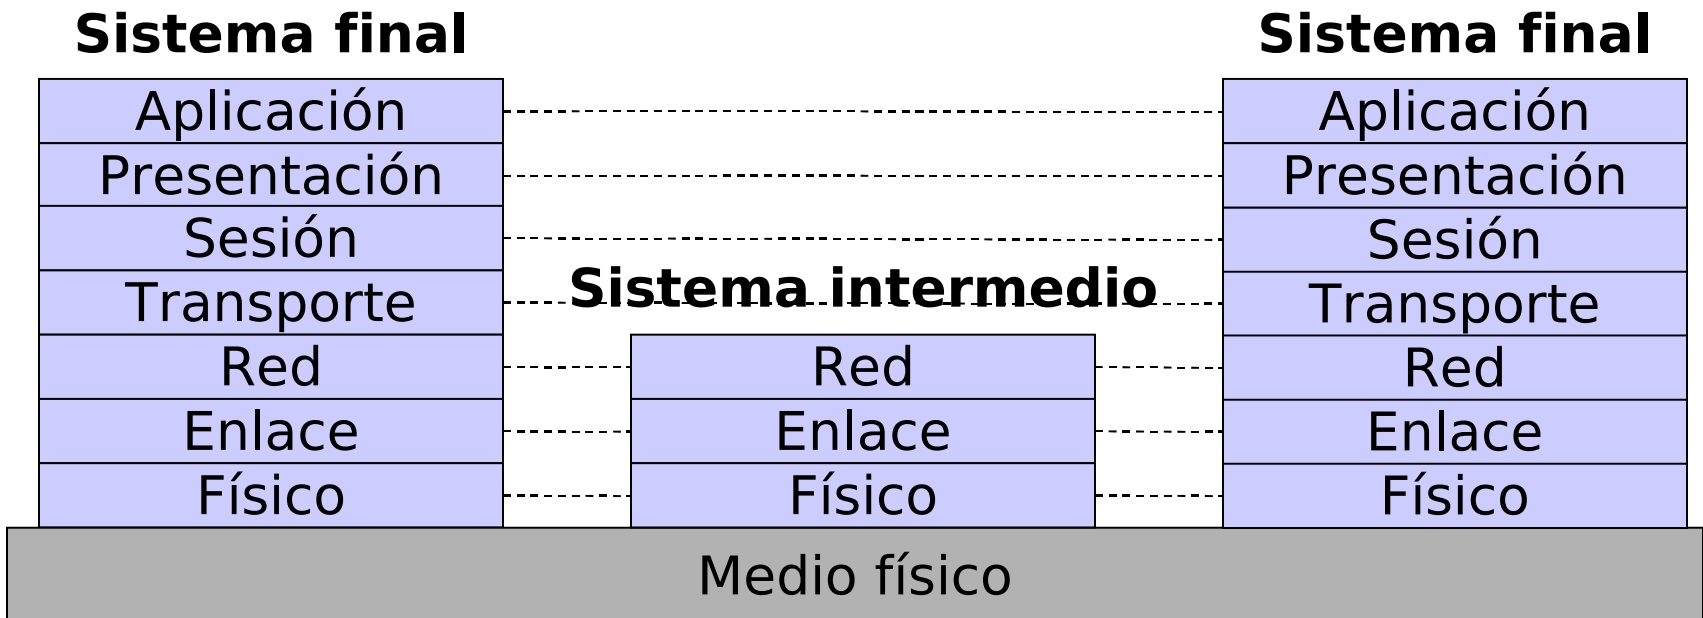 Sistema final
Aplicación
Presentación
Sesión
Transporte
Red
Enlace
Físico
Sistema intermedio
Red
Enlace
Físico
Sistema final
Aplicación
Presentación
Sesión
Transporte
Red
Enlace
Físico
Medio físico